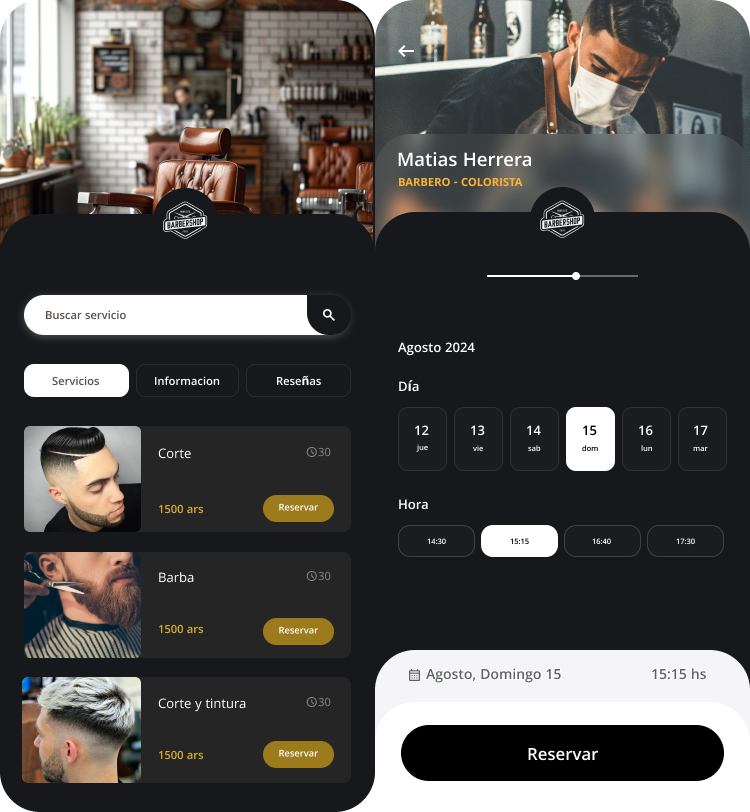 BARBERSHOP
Buscar servicio
Servicios
Informacion
Reseñas
Corte
30
1500 ars
Reservar
Barba
30
1500 ars
Reservar
Corte y tintura
30
1500 ars
Reservar
Matias Herrera
BARBERO - COLORISTA
BARBERSHOP
Agosto 2024
Día
12
jue
13
vie
14
sab
15
dom
16
lun
17
mar
Hora
14:30
15:15
16:40
17:30
Agosto, Domingo 15
15:15 hs
Reservar